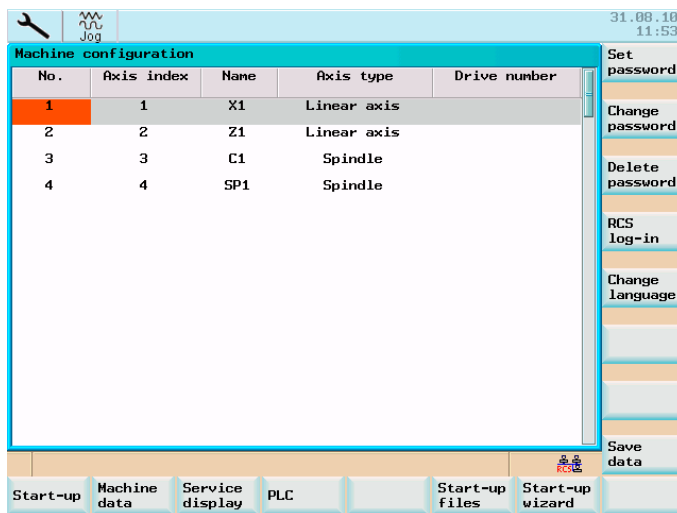 Jog
31.08.10
11:53
Machine configuration
No. Axis index Name Axis type Drive number
1 1 X1 Linear axis
2 2 Z1 Linear axis
3 3 C1 Spindle
4 4 SP1 Spindle
Set
password
Change
password
Delete
password
RCS
log-in
Change
language
Save
data
RCS
Start-up
Machine
data
Service
display
PLC
Start-up
files
Start-up
wizard